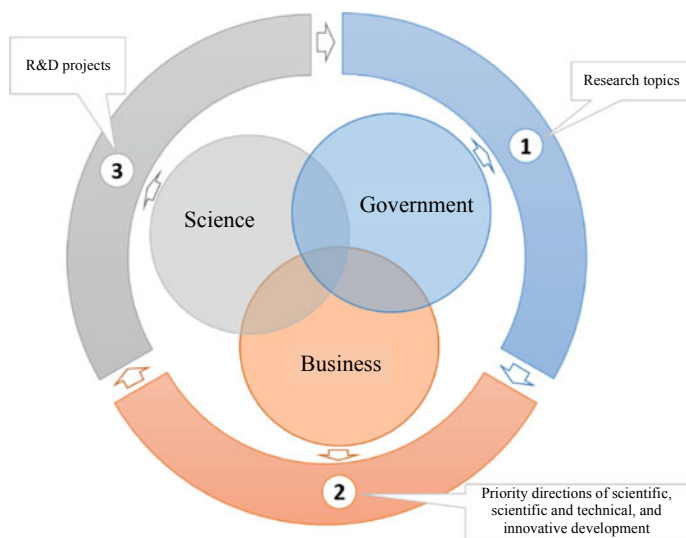 R&D projects
Research topics
1
3
Government
Science
Business
2
Priority directions of scientific,
scientific and technical, and
innovative development